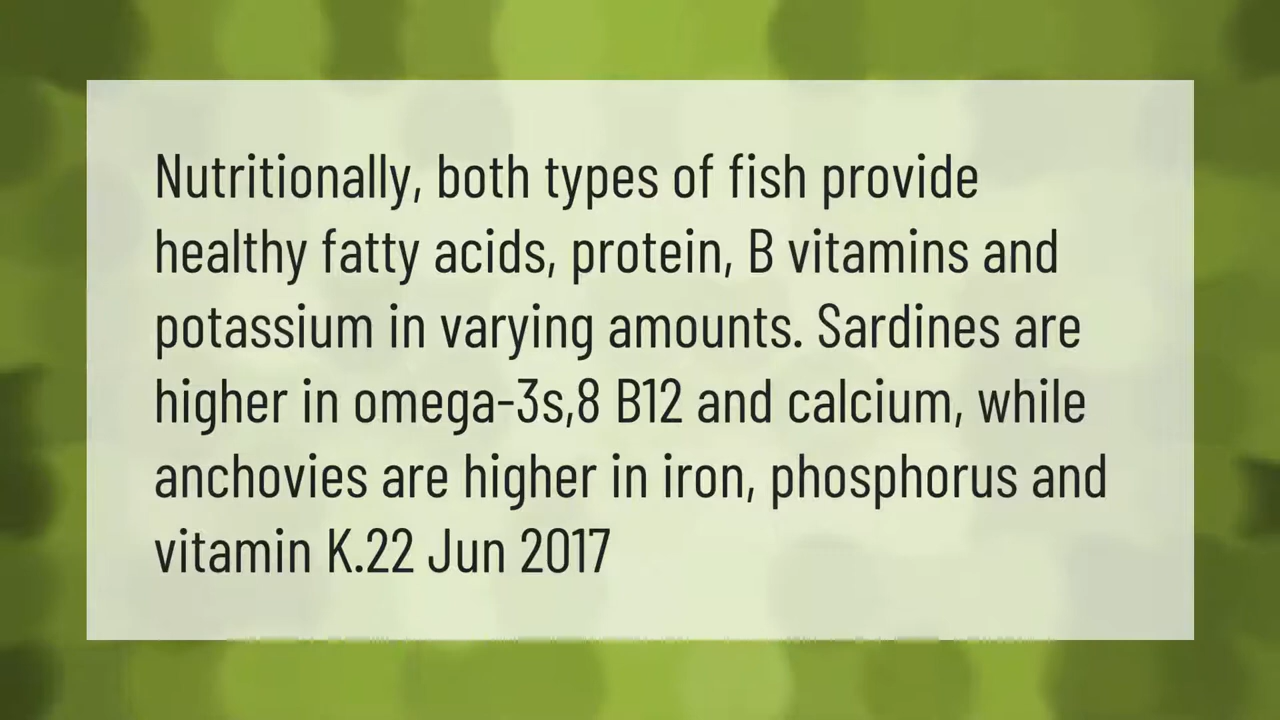 Nutritionally, both types of fish provide
healthy fatty acids, protein, B vitamins and
potassium in varying amounts. Sardines are
higher in omega-3s,8 B12 and calcium, while
anchovies are higher in iron, phosphorus and
vitamin K.22 Jun 2017